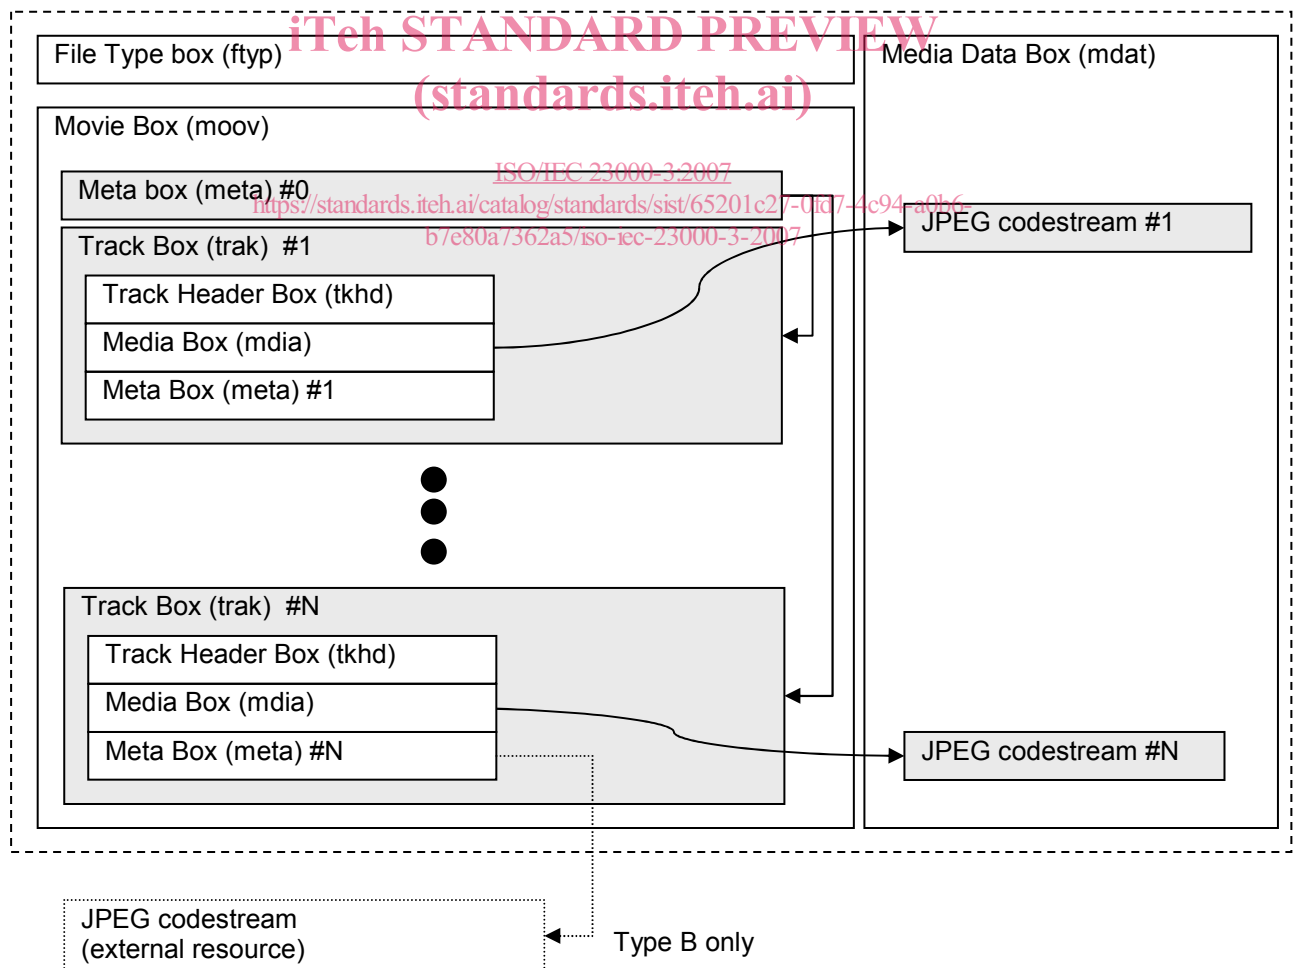 iTeh STANDARD PREVIEW
(standards.iteh.ai)
File Type box (ftyp)
Media Data Box (mdat)
Movie Box (moov)
ISO/IEC 23000-3:2007
https://standards.iteh.ai/catalog/standards/sist/65201c27-0fd7-4c94-a0b6-
b7e80a7362a5/iso-iec-23000-3-2007
Meta box (meta) #0
JPEG codestream #1
Track Box (trak) #1
Track Header Box (tkhd)
Media Box (mdia)
Meta Box (meta) #1
Track Box (trak) #N
Track Header Box (tkhd)
Media Box (mdia)
Meta Box (meta) #N
JPEG codestream #N
JPEG codestream
(external resource)
Type B only